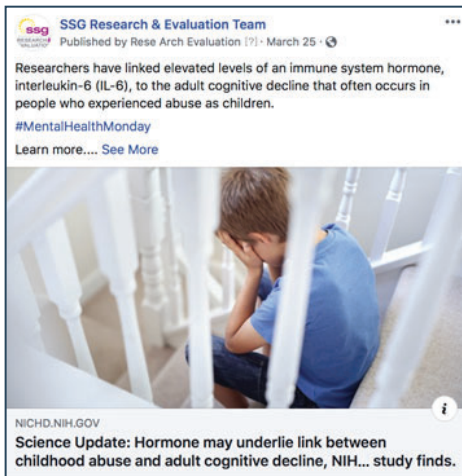 ssg
RESEARCH &
EVALUATION
SSG Research & Evaluation Team
Published by Rese Arch Evaluation [?] · March 25 ·
Researchers have linked elevated levels of an immune system hormone,
interleukin-6 (IL-6), to the adult cognitive decline that often occurs in
people who experienced abuse as children.
#MentalHealthMonday
Learn more.... See More
NICHD.NIH.GOV
Science Update: Hormone may underlie link between
childhood abuse and adult cognitive decline, NIH... study finds.